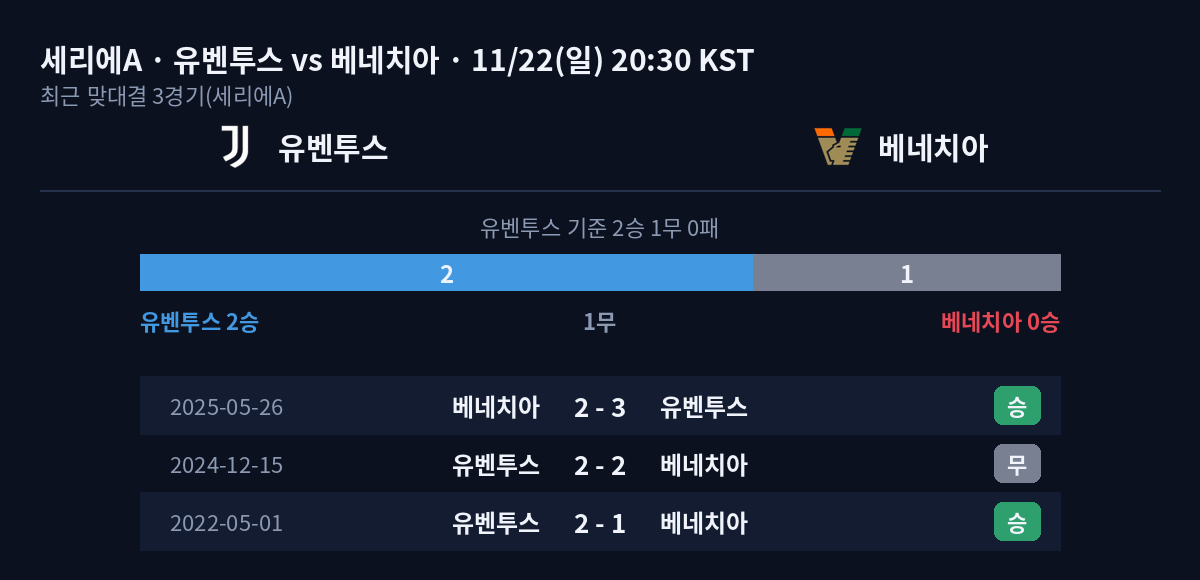 세리에A · 유벤투스 vs 베네치아 · 11/22(일) 20:30 KST
최근 맞대결 3경기(세리에A)
유벤투스 베네치아
유벤투스 기준 2승 1무 0패
2 1
유벤투스 2승 1무 베네치아 0승
2025-05-26 베네치아 2 - 3 유벤투스 승
2024-12-15 유벤투스 2 - 2 베네치아 무
2022-05-01 유벤투스 2 - 1 베네치아 승